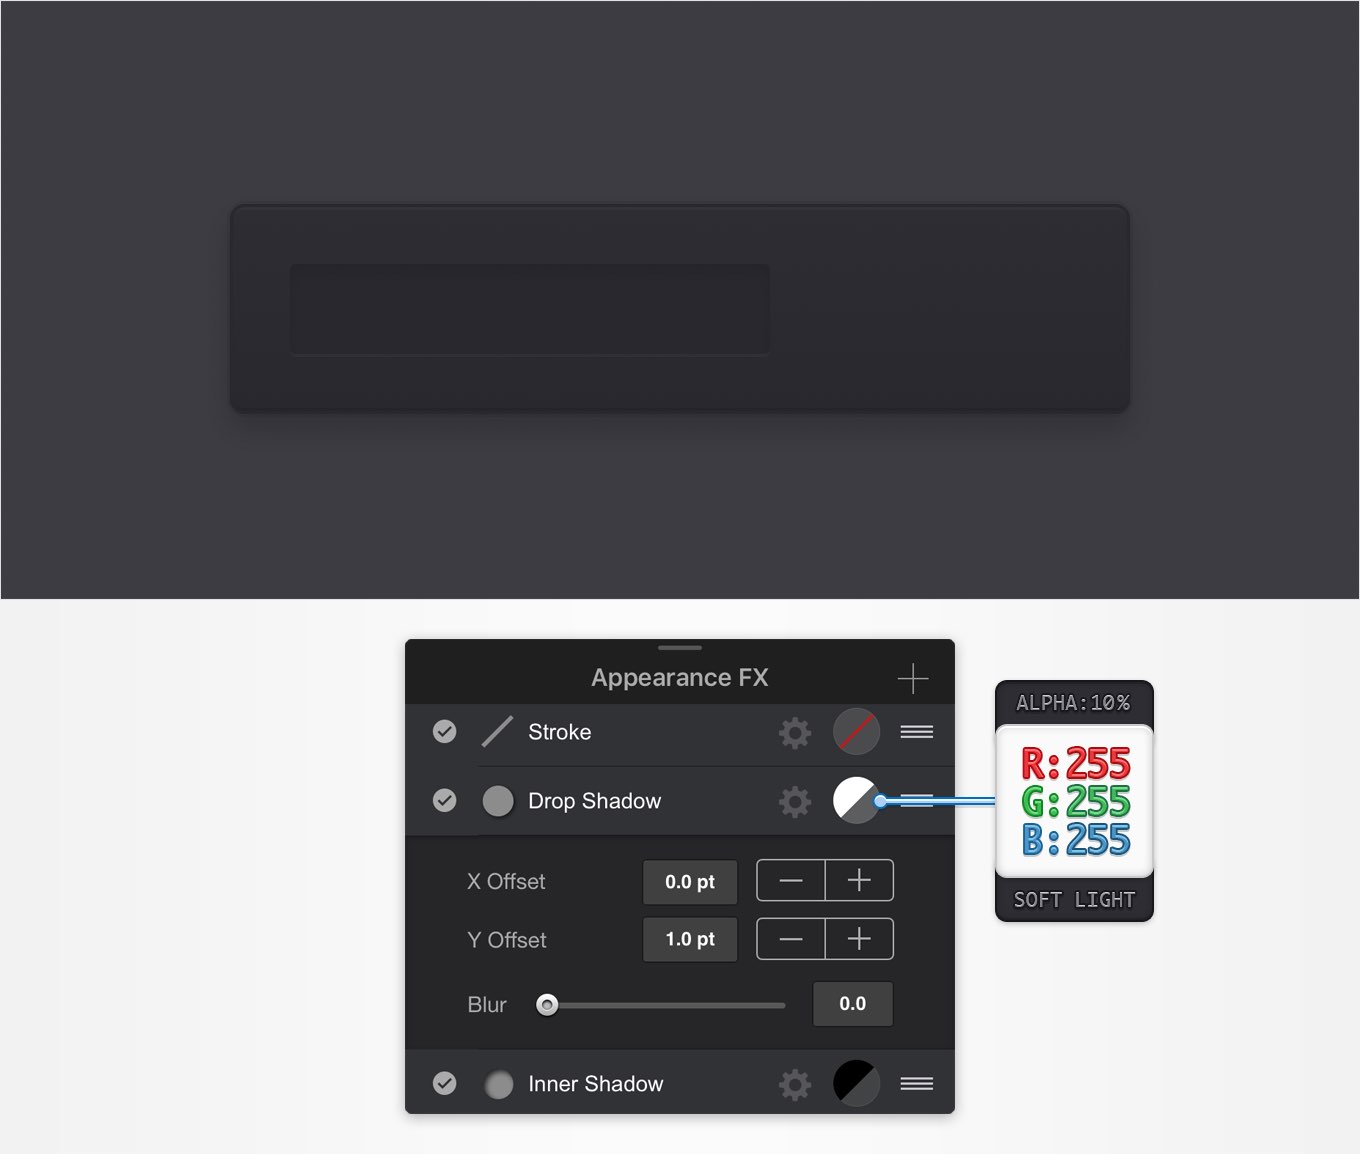 Appearance FX
Stroke
Drop Shadow
X Offset 0.0 pt
Y Offset 1.0 pt
Blur 0.0
Inner Shadow
ALPHA:10%
R:255
G:255
B:255
SOFT LIGHT